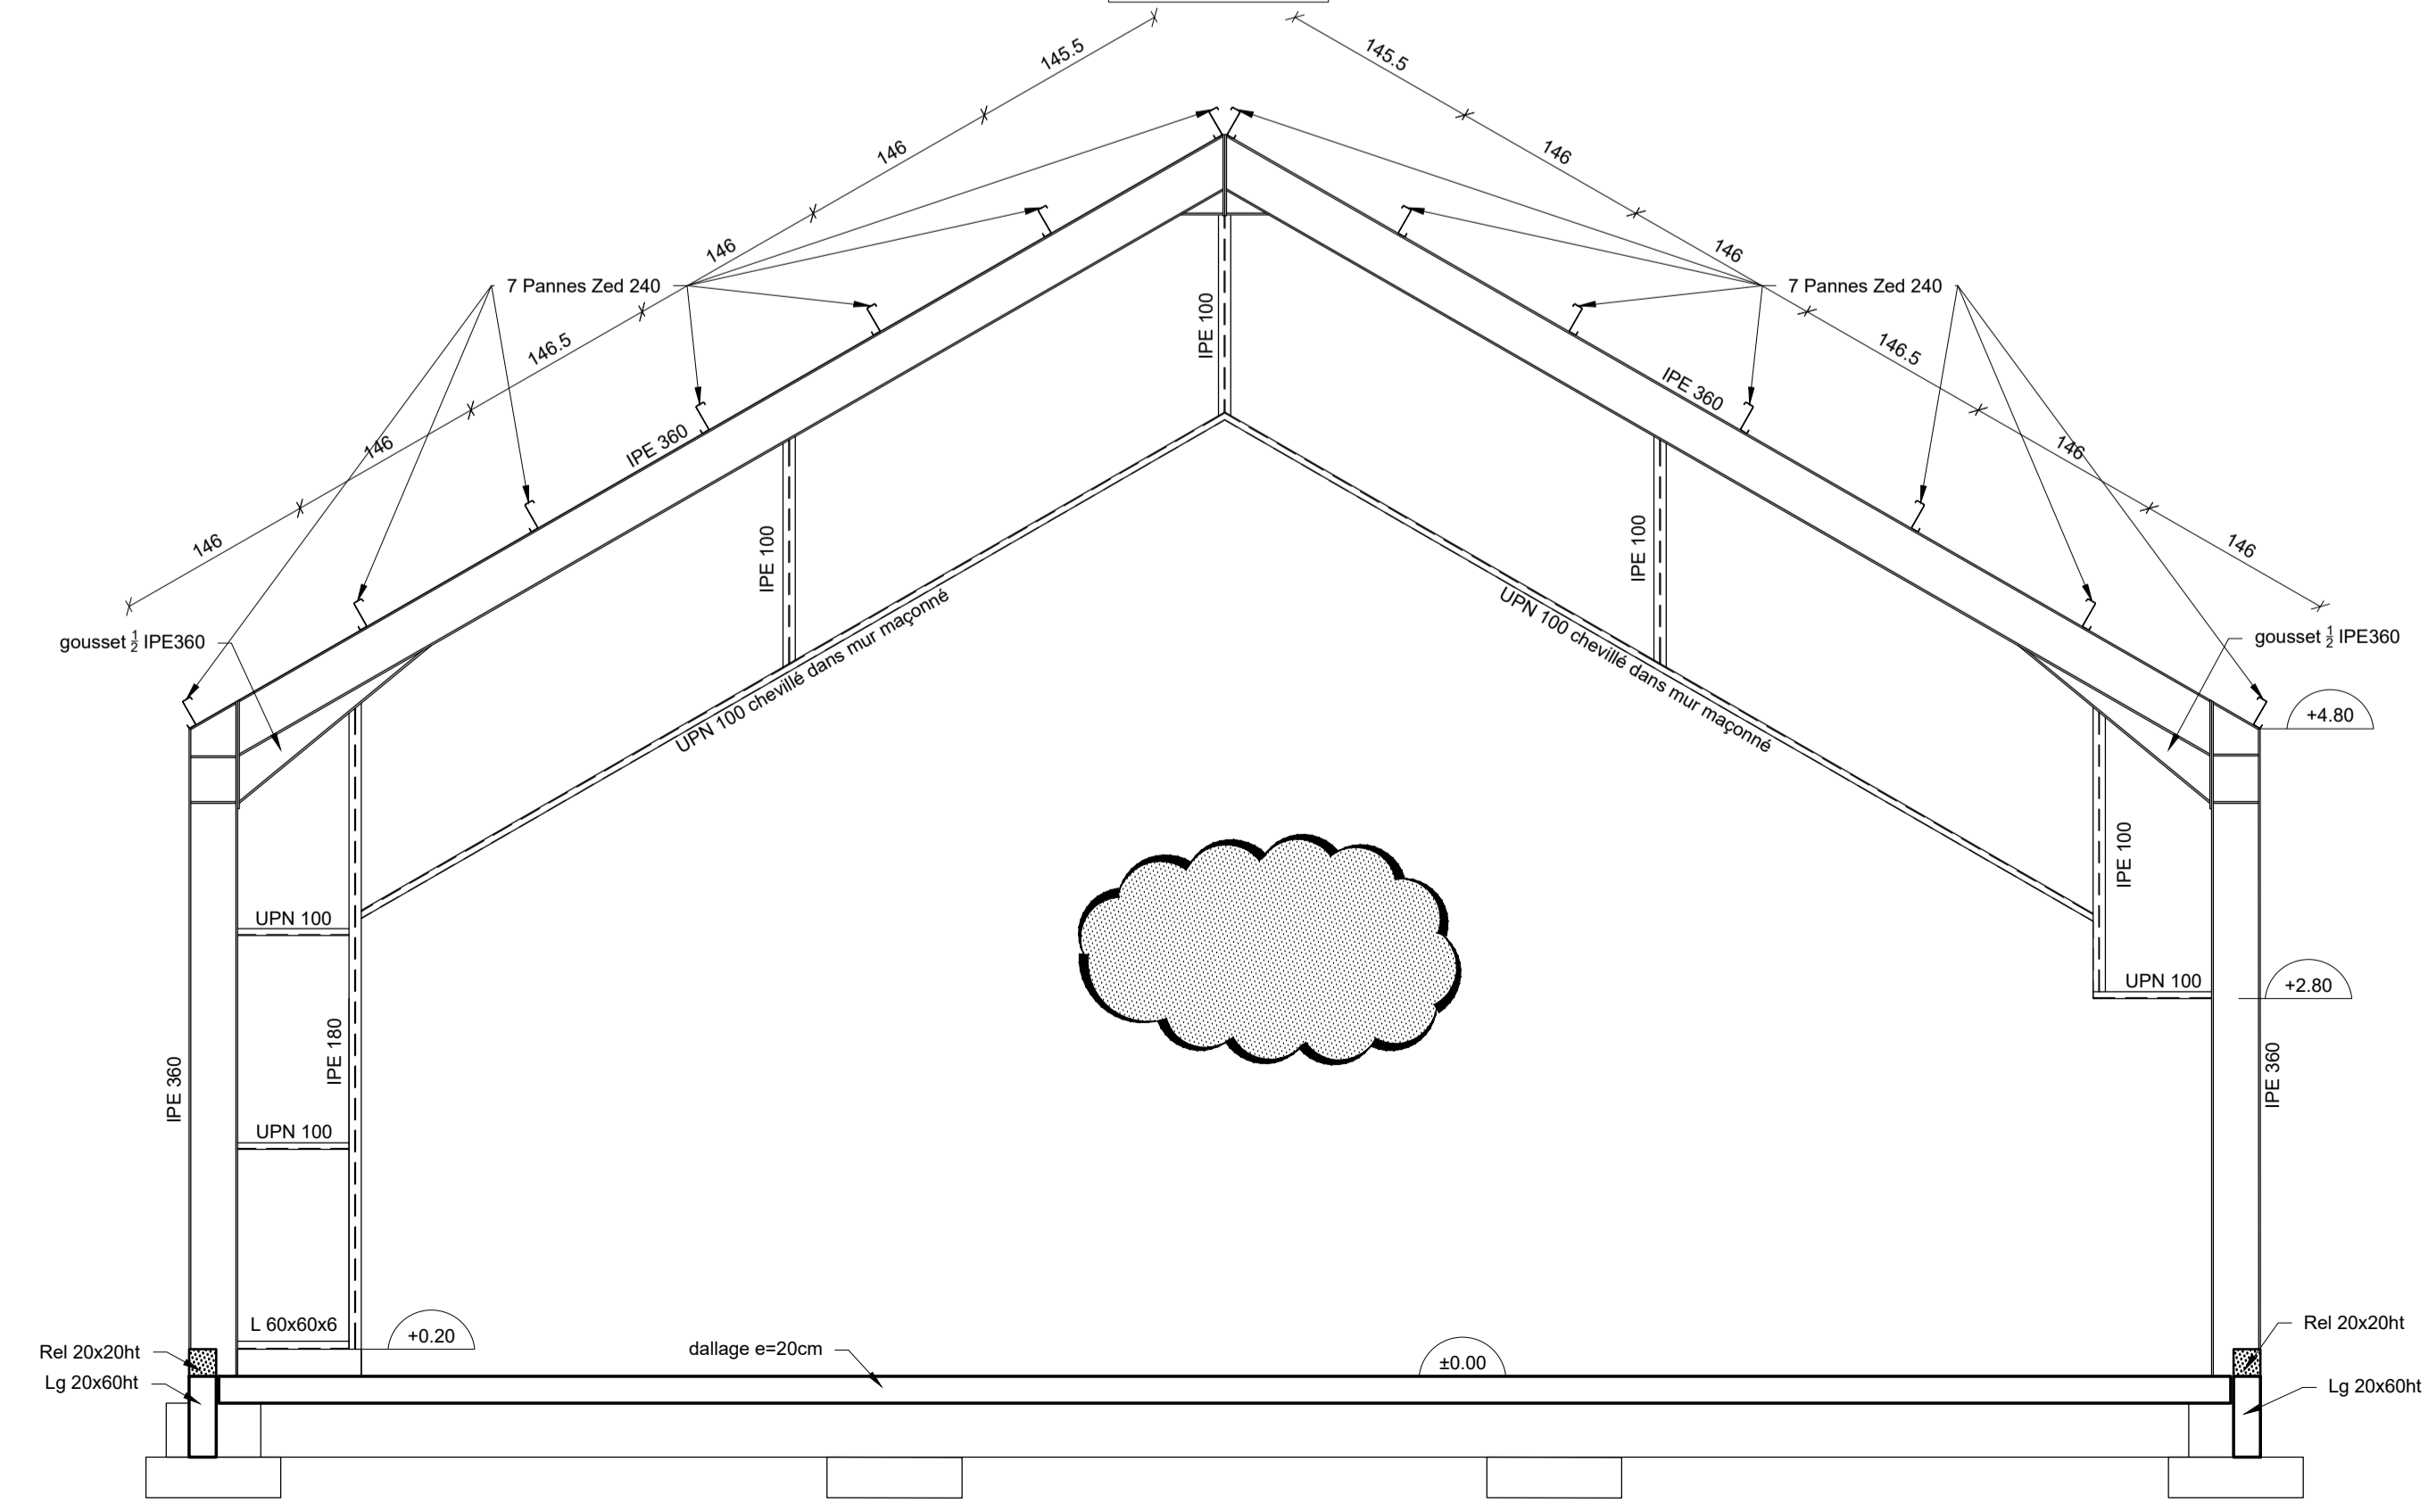 145.5
145.5
146
146
146
146
7 Pannes Zed 240
7 Pannes Zed 240
146.5
146.5
IPE 100
IPE 360
IPE 360
146
146
146
146
IPE 100
IPE 100
gousset ½ IPE360
gousset ½ IPE360
UPN 100 chevillé dans mur maçonné
UPN 100 chevillé dans mur maçonné
+4.80
IPE 100
UPN 100
UPN 100
+2.80
IPE 180
IPE 360
IPE 360
UPN 100
L 60x60x6
+0.20
Rel 20x20ht
Rel 20x20ht
dallage e=20cm
±0.00
Lg 20x60ht
Lg 20x60ht